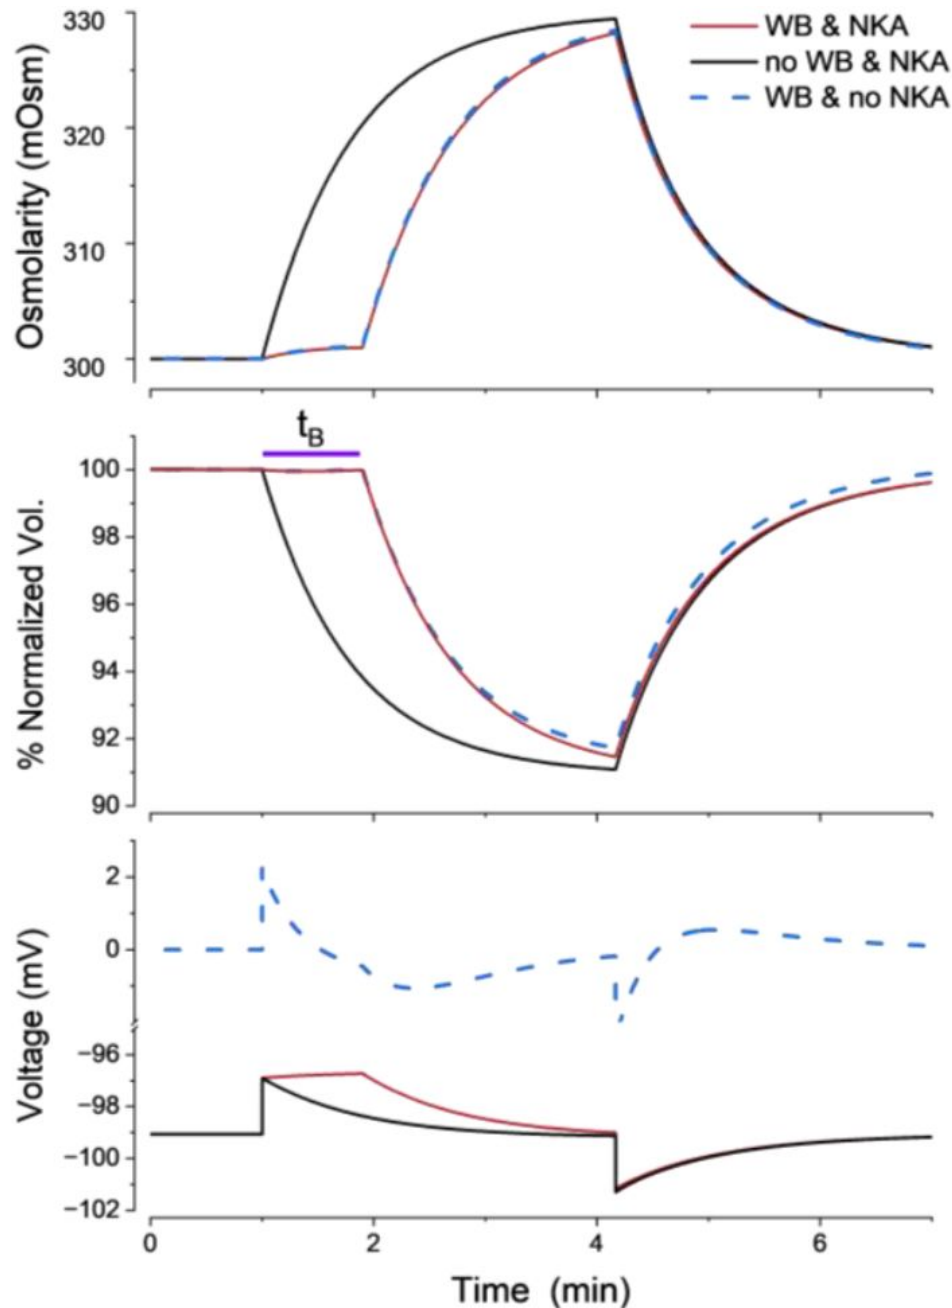 330
320
310
300
Osmolarity (mOsm)
WB & NKA
no WB & NKA
WB & no NKA
t_B
100
98
96
94
92
90
% Normalized Vol.
2
0
−96
−98
−100
−102
Voltage (mV)
0 2 4 6
Time (min)